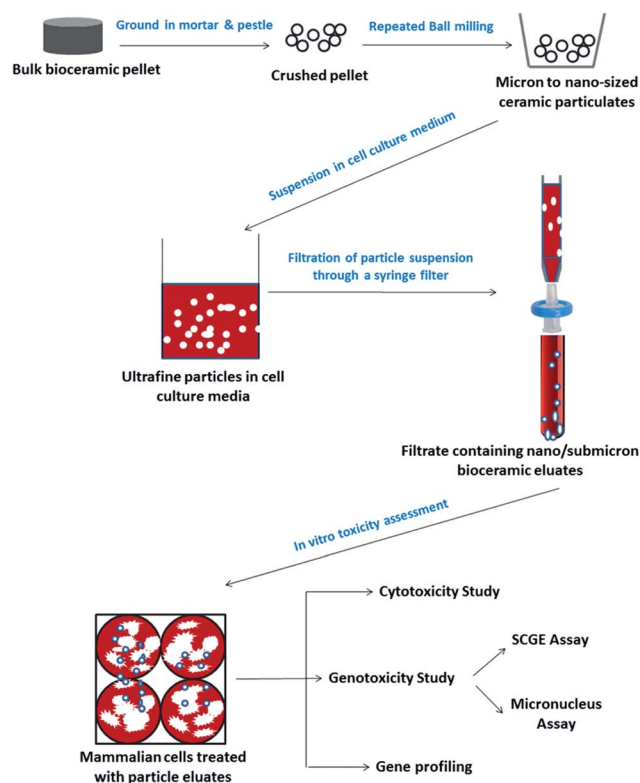 Ground in mortar & pestle
Repeated Ball milling
Bulk bioceramic pellet
Crushed pellet
Micron to nano-sized
ceramic particulates
Suspension in cell culture medium
Filtration of particle suspension
through a syringe filter
Ultrafine particles in cell
culture media
Filtrate containing nano/submicron
bioceramic eluates
In vitro toxicity assessment
Cytotoxicity Study
SCGE Assay
Genotoxicity Study
Micronucleus
Assay
Mammalian cells treated
with particle eluates
Gene profiling